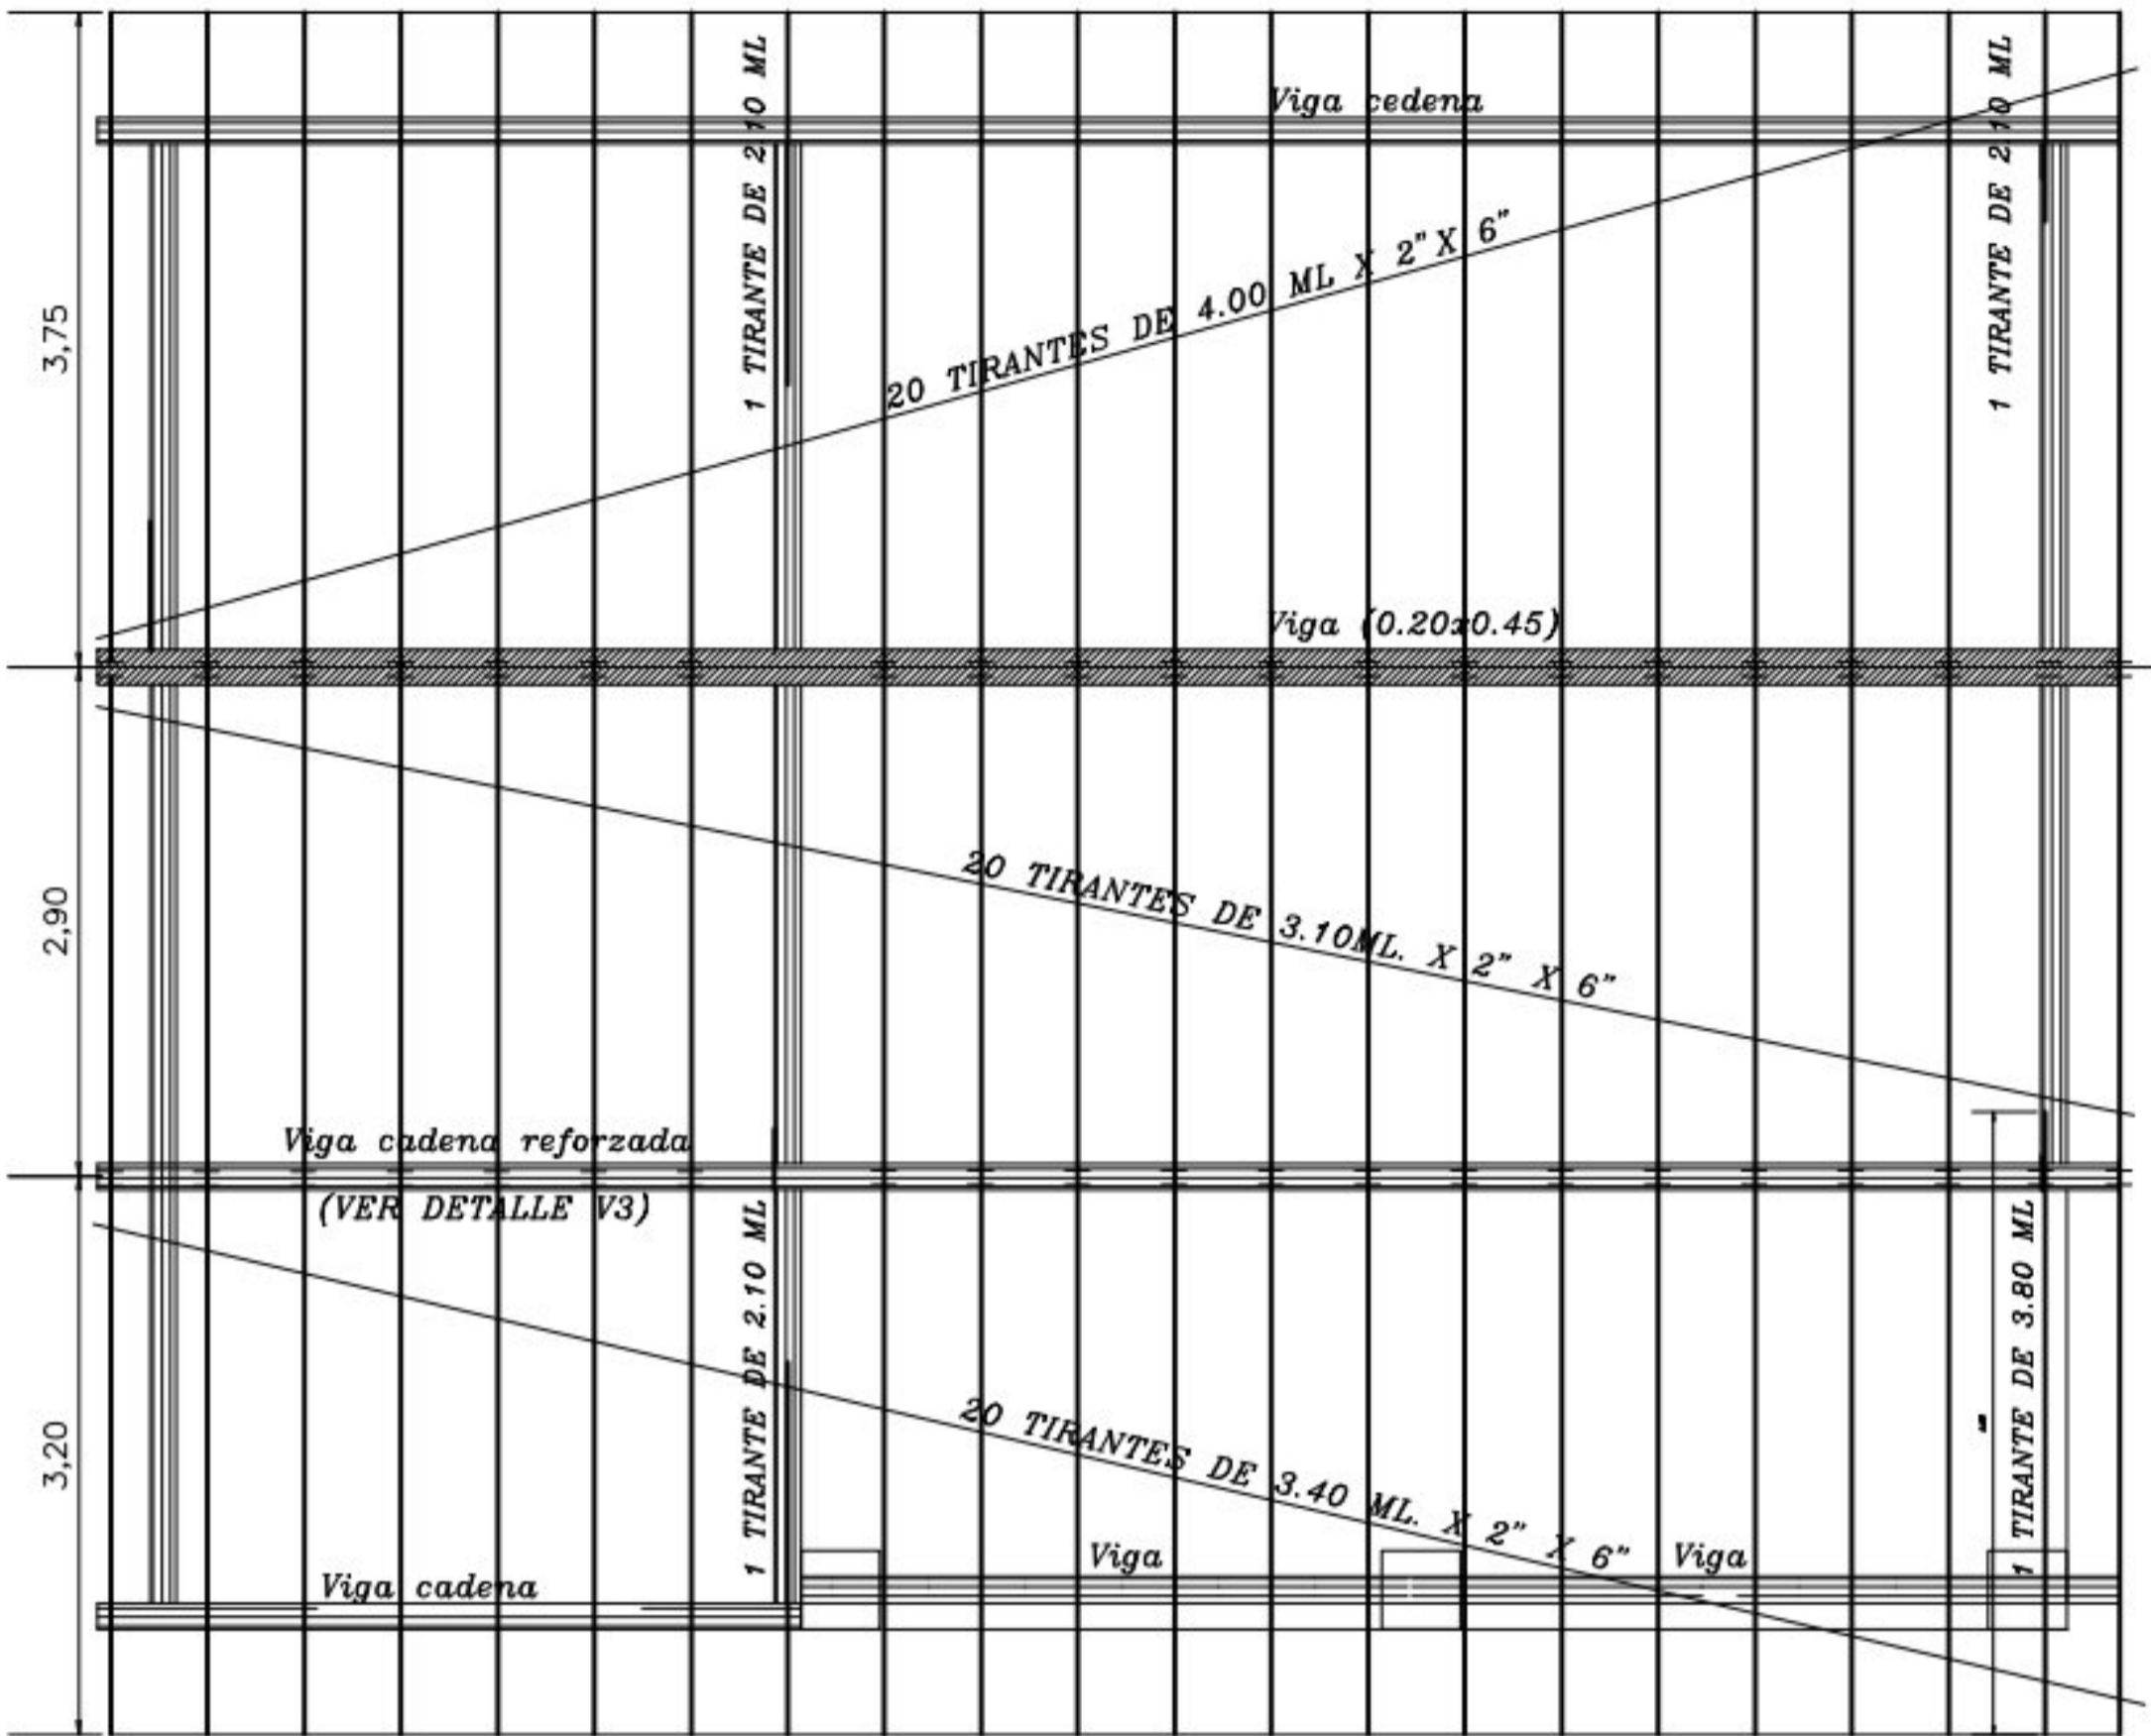 1 TIRANTE DE 2 10 ML
1 TIRANTE DE 2 10 ML
Viga cedena
3,75
20 TIRANTES DE 4.00 ML X 2" X 6"
Viga (0.20x0.45)
2,90
20 TIRANTES DE 3.10ML. X 2" X 6"
Viga cadena reforzada
(VER DETALLE V3)
1 TIRANTE DE 2.10 ML
1 TIRANTE DE 3.80 ML
3,20
20 TIRANTES DE 3.40 ML. X 2" X 6"
Viga
Viga
Viga cadena